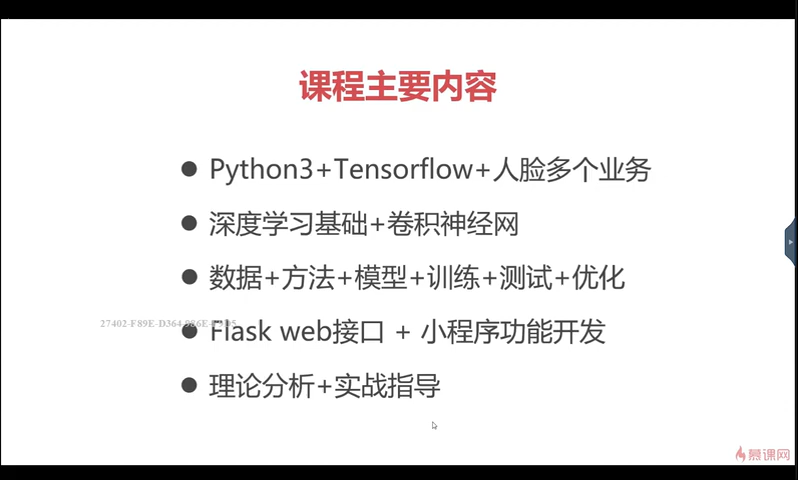 课程主要内容
● Python3+Tensorflow+人脸多个业务
● 深度学习基础+卷积神经网
● 数据+方法+模型+训练+测试+优化
● Flask web接口 + 小程序功能开发
● 理论分析+实战指导
慕课网